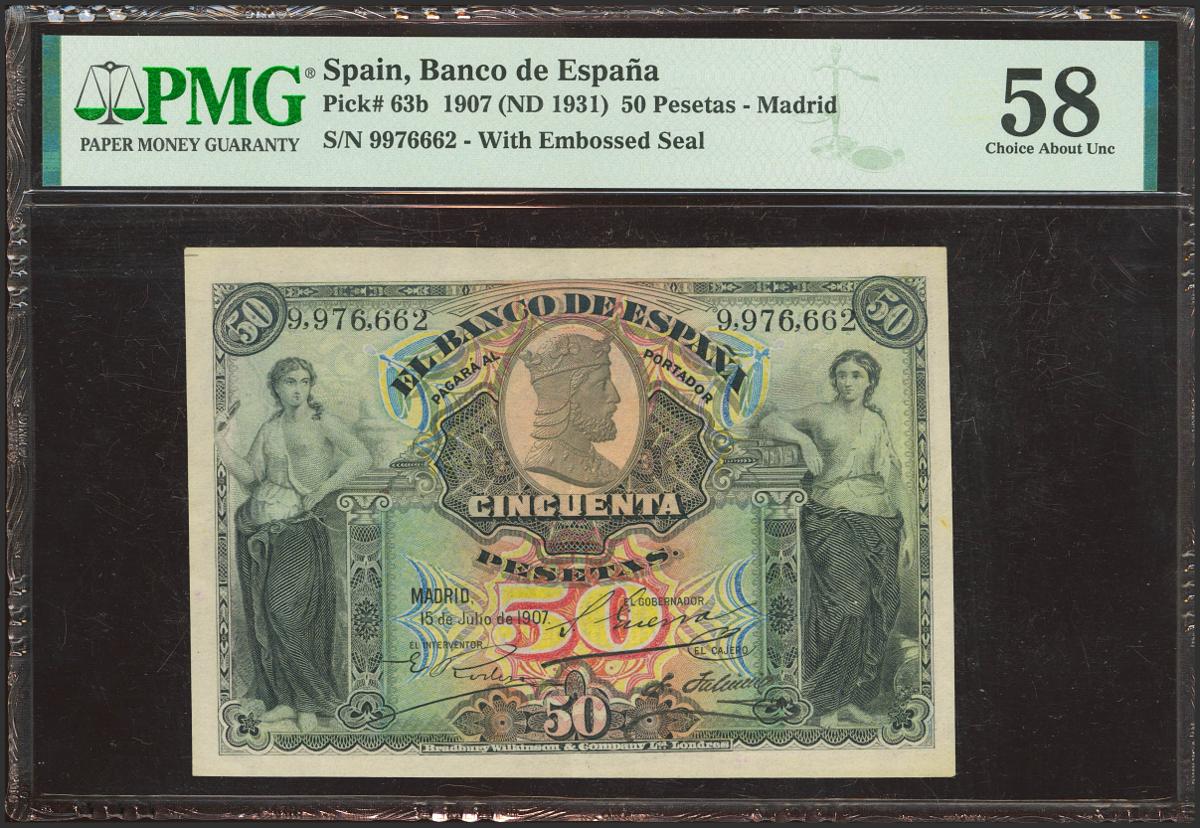 PMG®
PAPER MONEY GUARANTY
Spain, Banco de España
Pick# 63b 1907 (ND 1931) 50 Pesetas - Madrid
S/N 9976662 - With Embossed Seal
58
Choice About Unc
50
50
9,976,662
9,976,662
EL BANCO DE ESPAÑA
PAGARÁ AL PORTADOR
CINCUENTA
PESETAS.
50
MADRID
15 de Julio de 1907.
EL GOBERNADOR
EL INTERVENTOR
EL CAJERO
50
Bradbury Wilkinson & Company Ltd. Londres